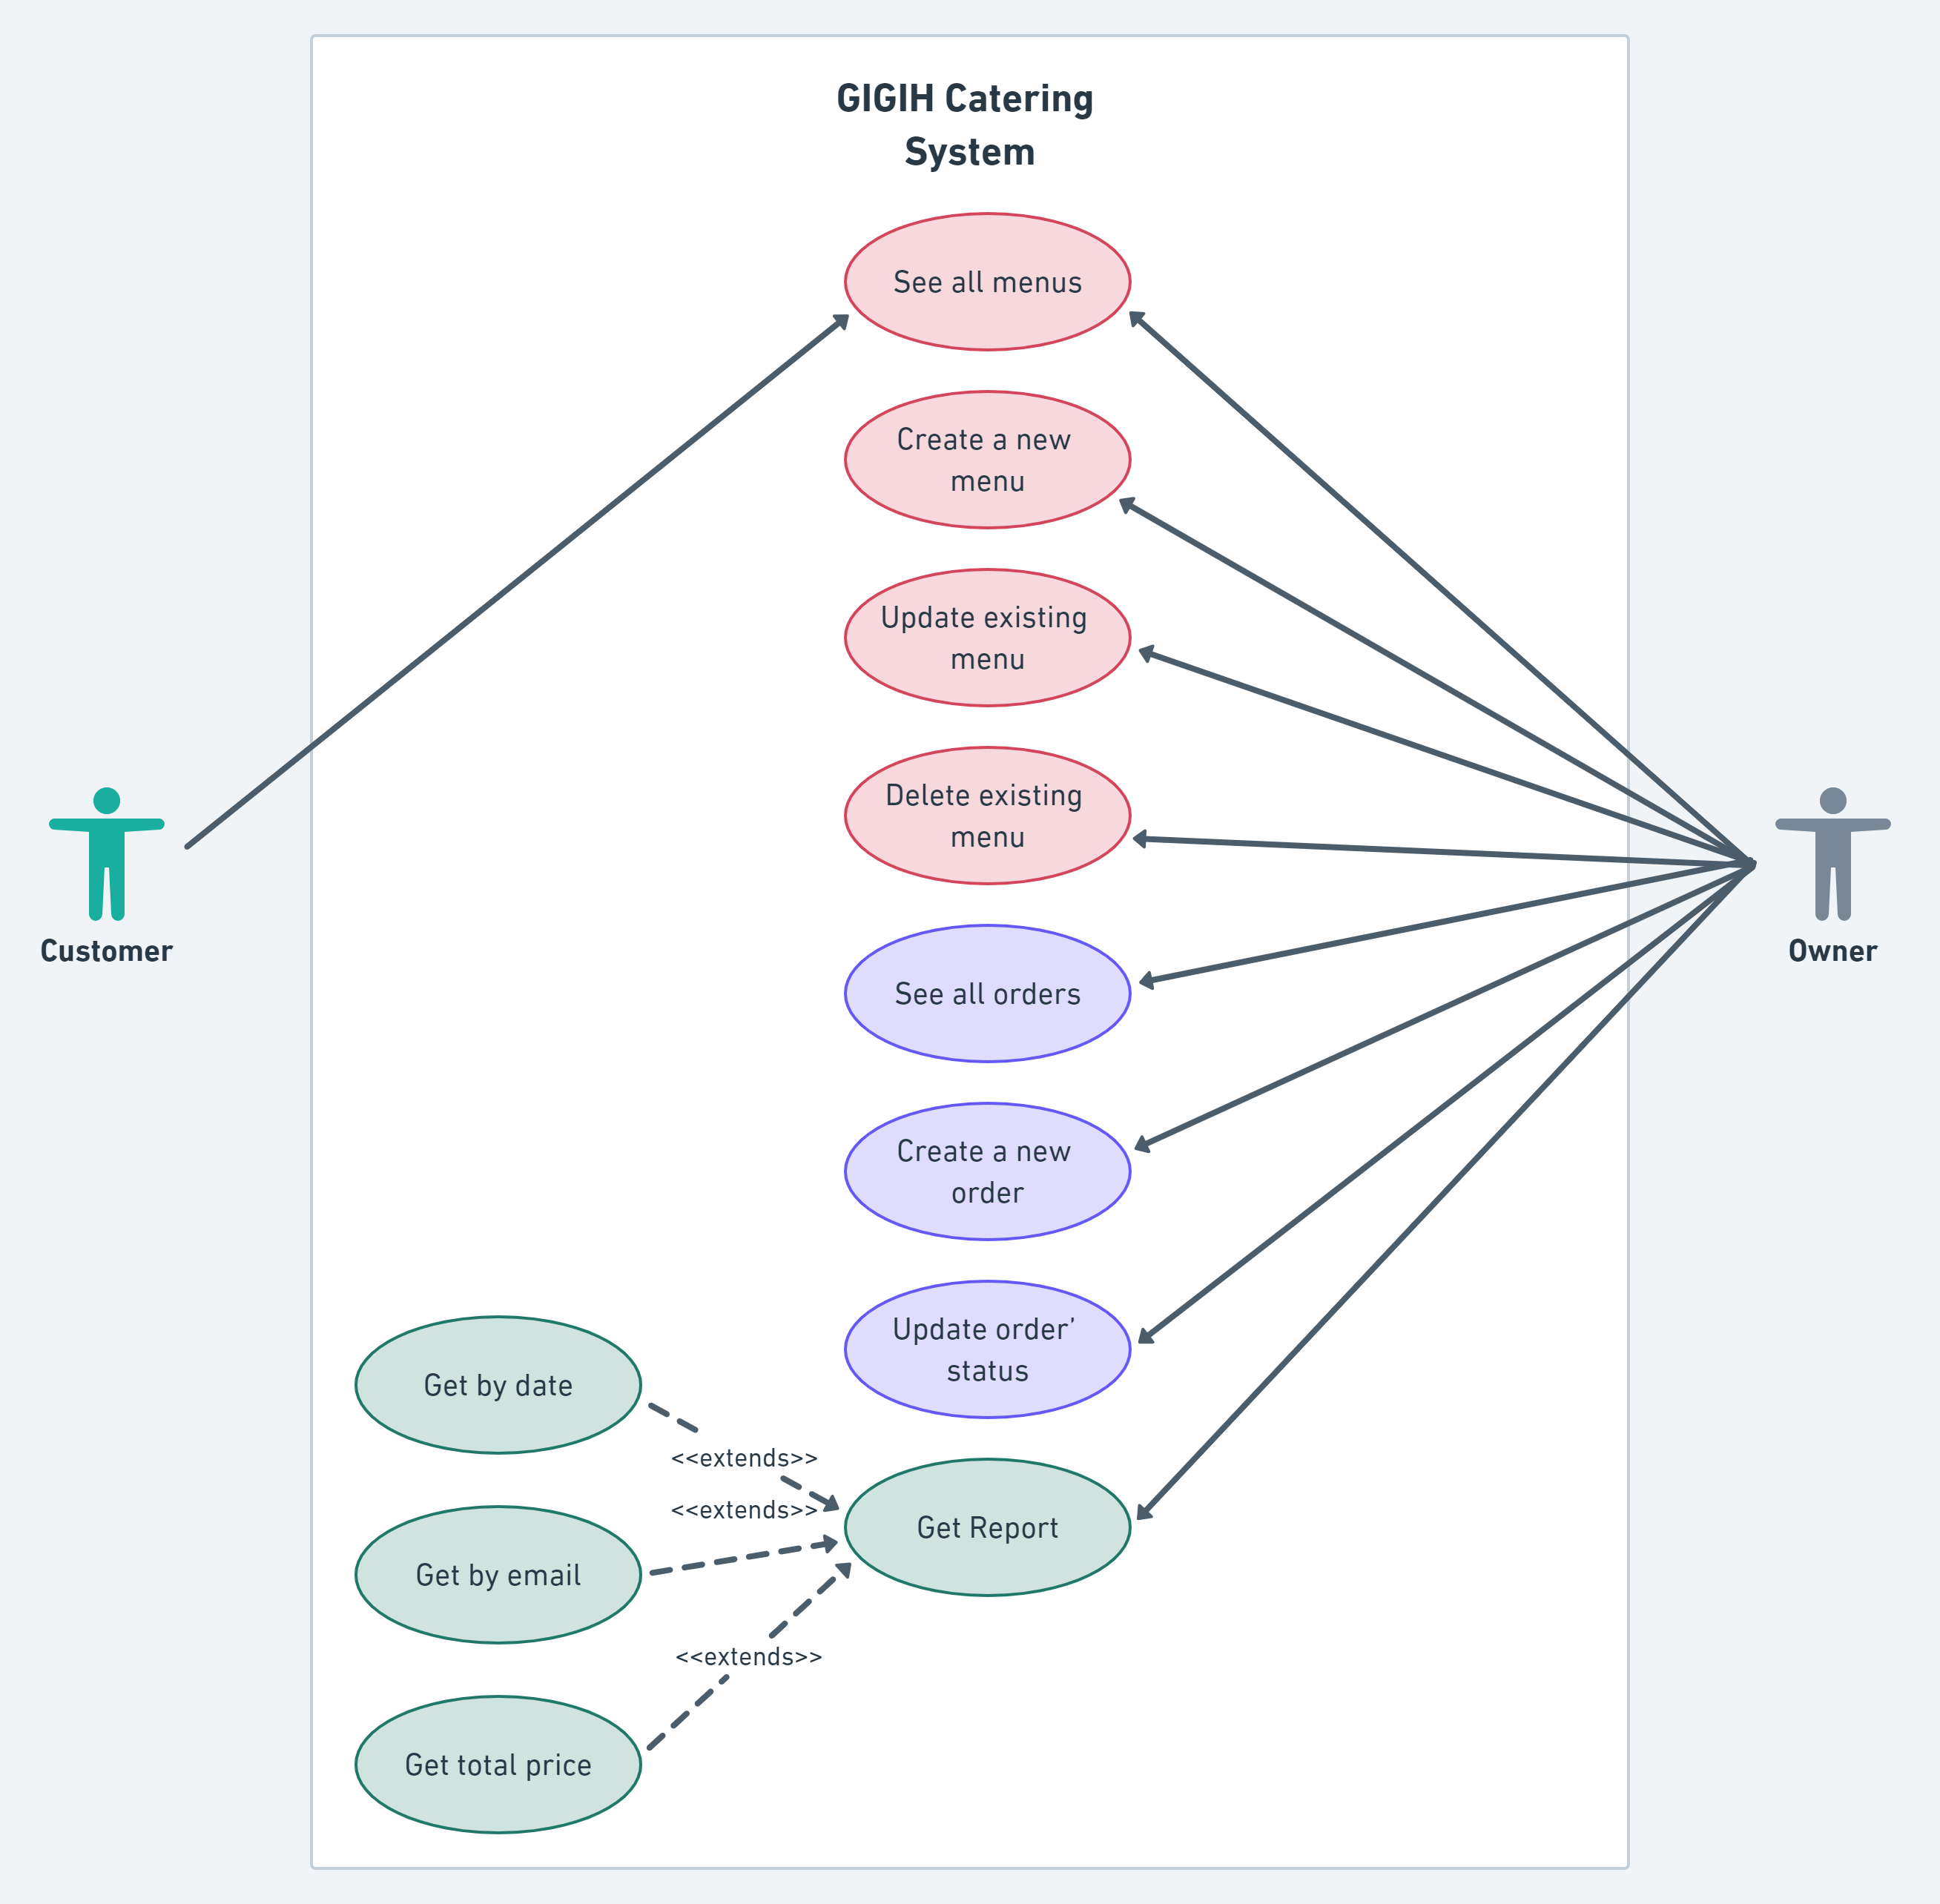 GIGIH Catering
System
See all menus
Create a new
menu
Update existing
menu
Delete existing
menu
Customer
Owner
See all orders
Create a new
order
Update order’
status
Get by date
<<extends>>
<<extends>>
Get Report
Get by email
<<extends>>
Get total price